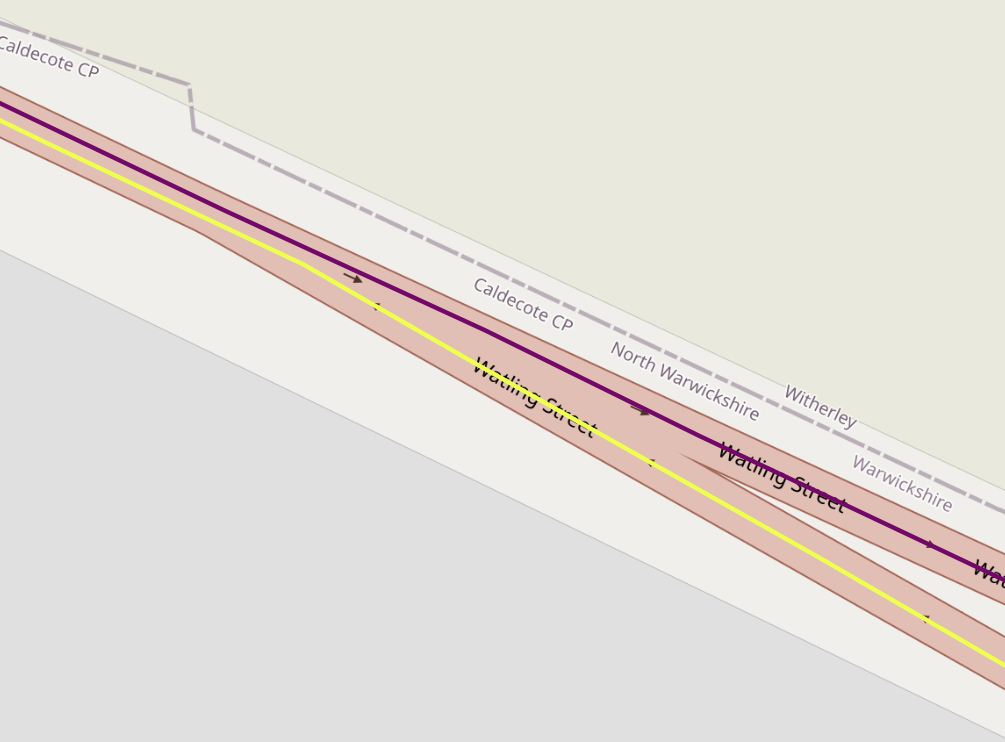 Caldecote CP
Caldecote CP
North Warwickshire
Witherley
Watling Street
Watling Street
Warwickshire